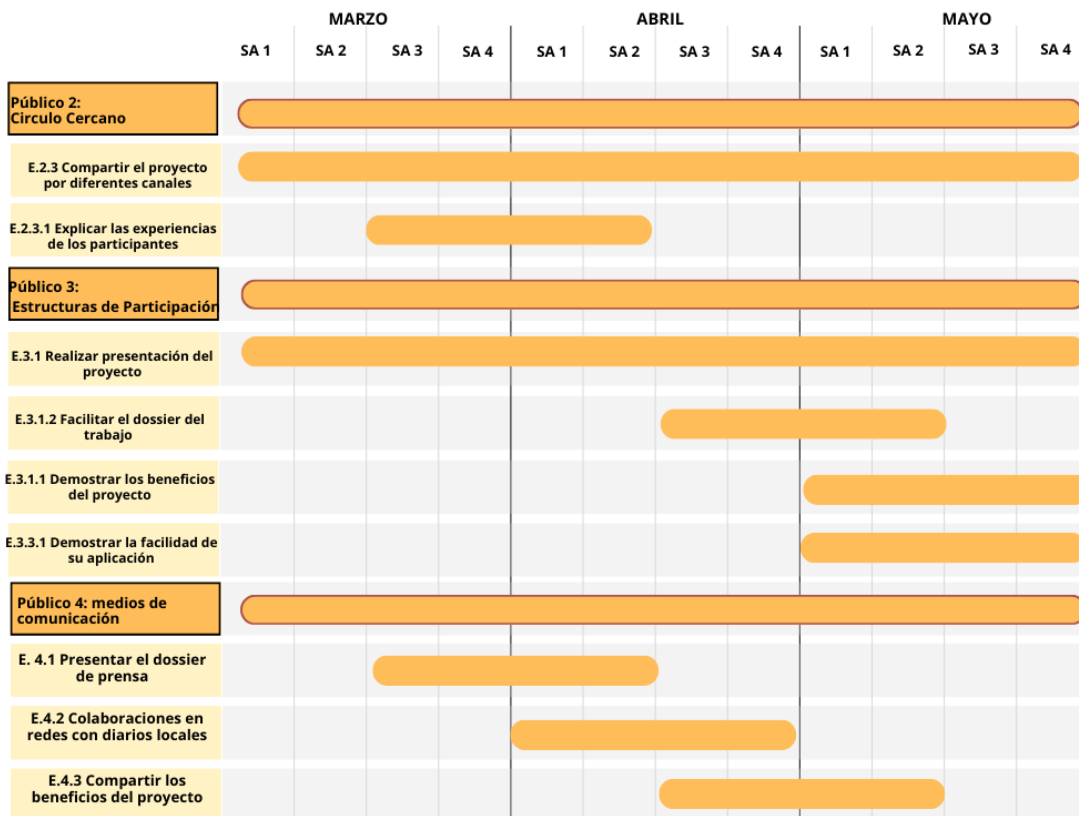 MARZO ABRIL MAYO
SA 1 SA 2 SA 3 SA 4 SA 1 SA 2 SA 3 SA 4 SA 1 SA 2 SA 3 SA 4
Público 2:
Circulo Cercano
E.2.3 Compartir el proyecto
por diferentes canales
E.2.3.1 Explicar las experiencias
de los participantes
Público 3:
Estructuras de Participación
E.3.1 Realizar presentación del
proyecto
E.3.1.2 Facilitar el dossier del
trabajo
E.3.1.1 Demostrar los beneficios
del proyecto
E.3.3.1 Demostrar la facilidad de
su aplicación
Público 4: medios de
comunicación
E. 4.1 Presentar el dossier
de prensa
E.4.2 Colaboraciones en
redes con diarios locales
E.4.3 Compartir los
beneficios del proyecto